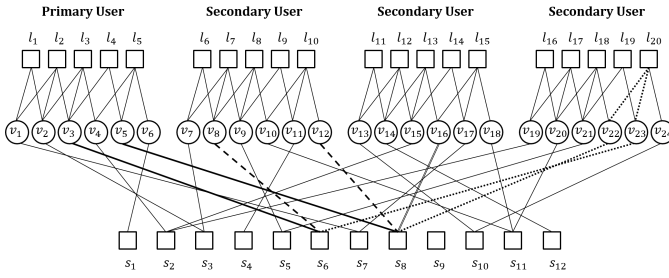 Primary User Secondary User Secondary User Secondary User
l₁ l₂ l₃ l₄ l₅ l₆ l₇ l₈ l₉ l₁₀ l₁₁ l₁₂ l₁₃ l₁₄ l₁₅ l₁₆ l₁₇ l₁₈ l₁₉ l₂₀
v₁ v₂ v₃ v₄ v₅ v₆ v₇ v₈ v₉ v₁₀ v₁₁ v₁₂ v₁₃ v₁₄ v₁₅ v₁₆ v₁₇ v₁₈ v₁₉ v₂₀ v₂₁ v₂₂ v₂₃ v₂₄
s₁ s₂ s₃ s₄ s₅ s₆ s₇ s₈ s₉ s₁₀ s₁₁ s₁₂